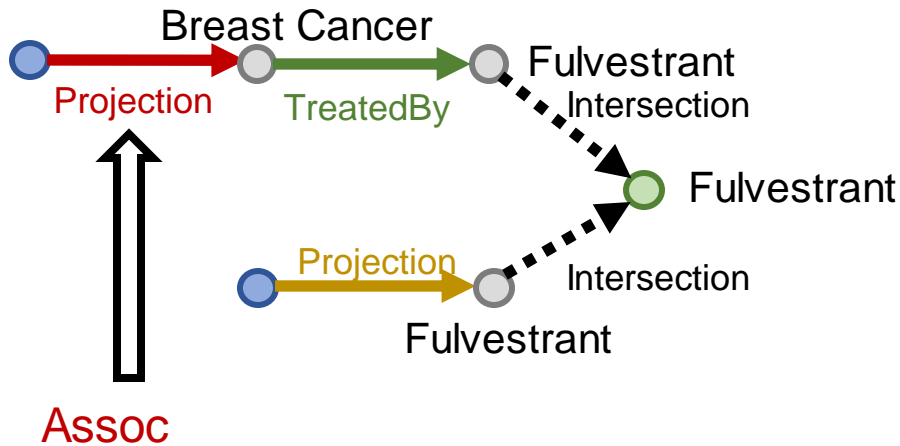 Breast Cancer
Fulvestrant
Projection
TreatedBy
Intersection
Fulvestrant
Projection
Intersection
Fulvestrant
Assoc